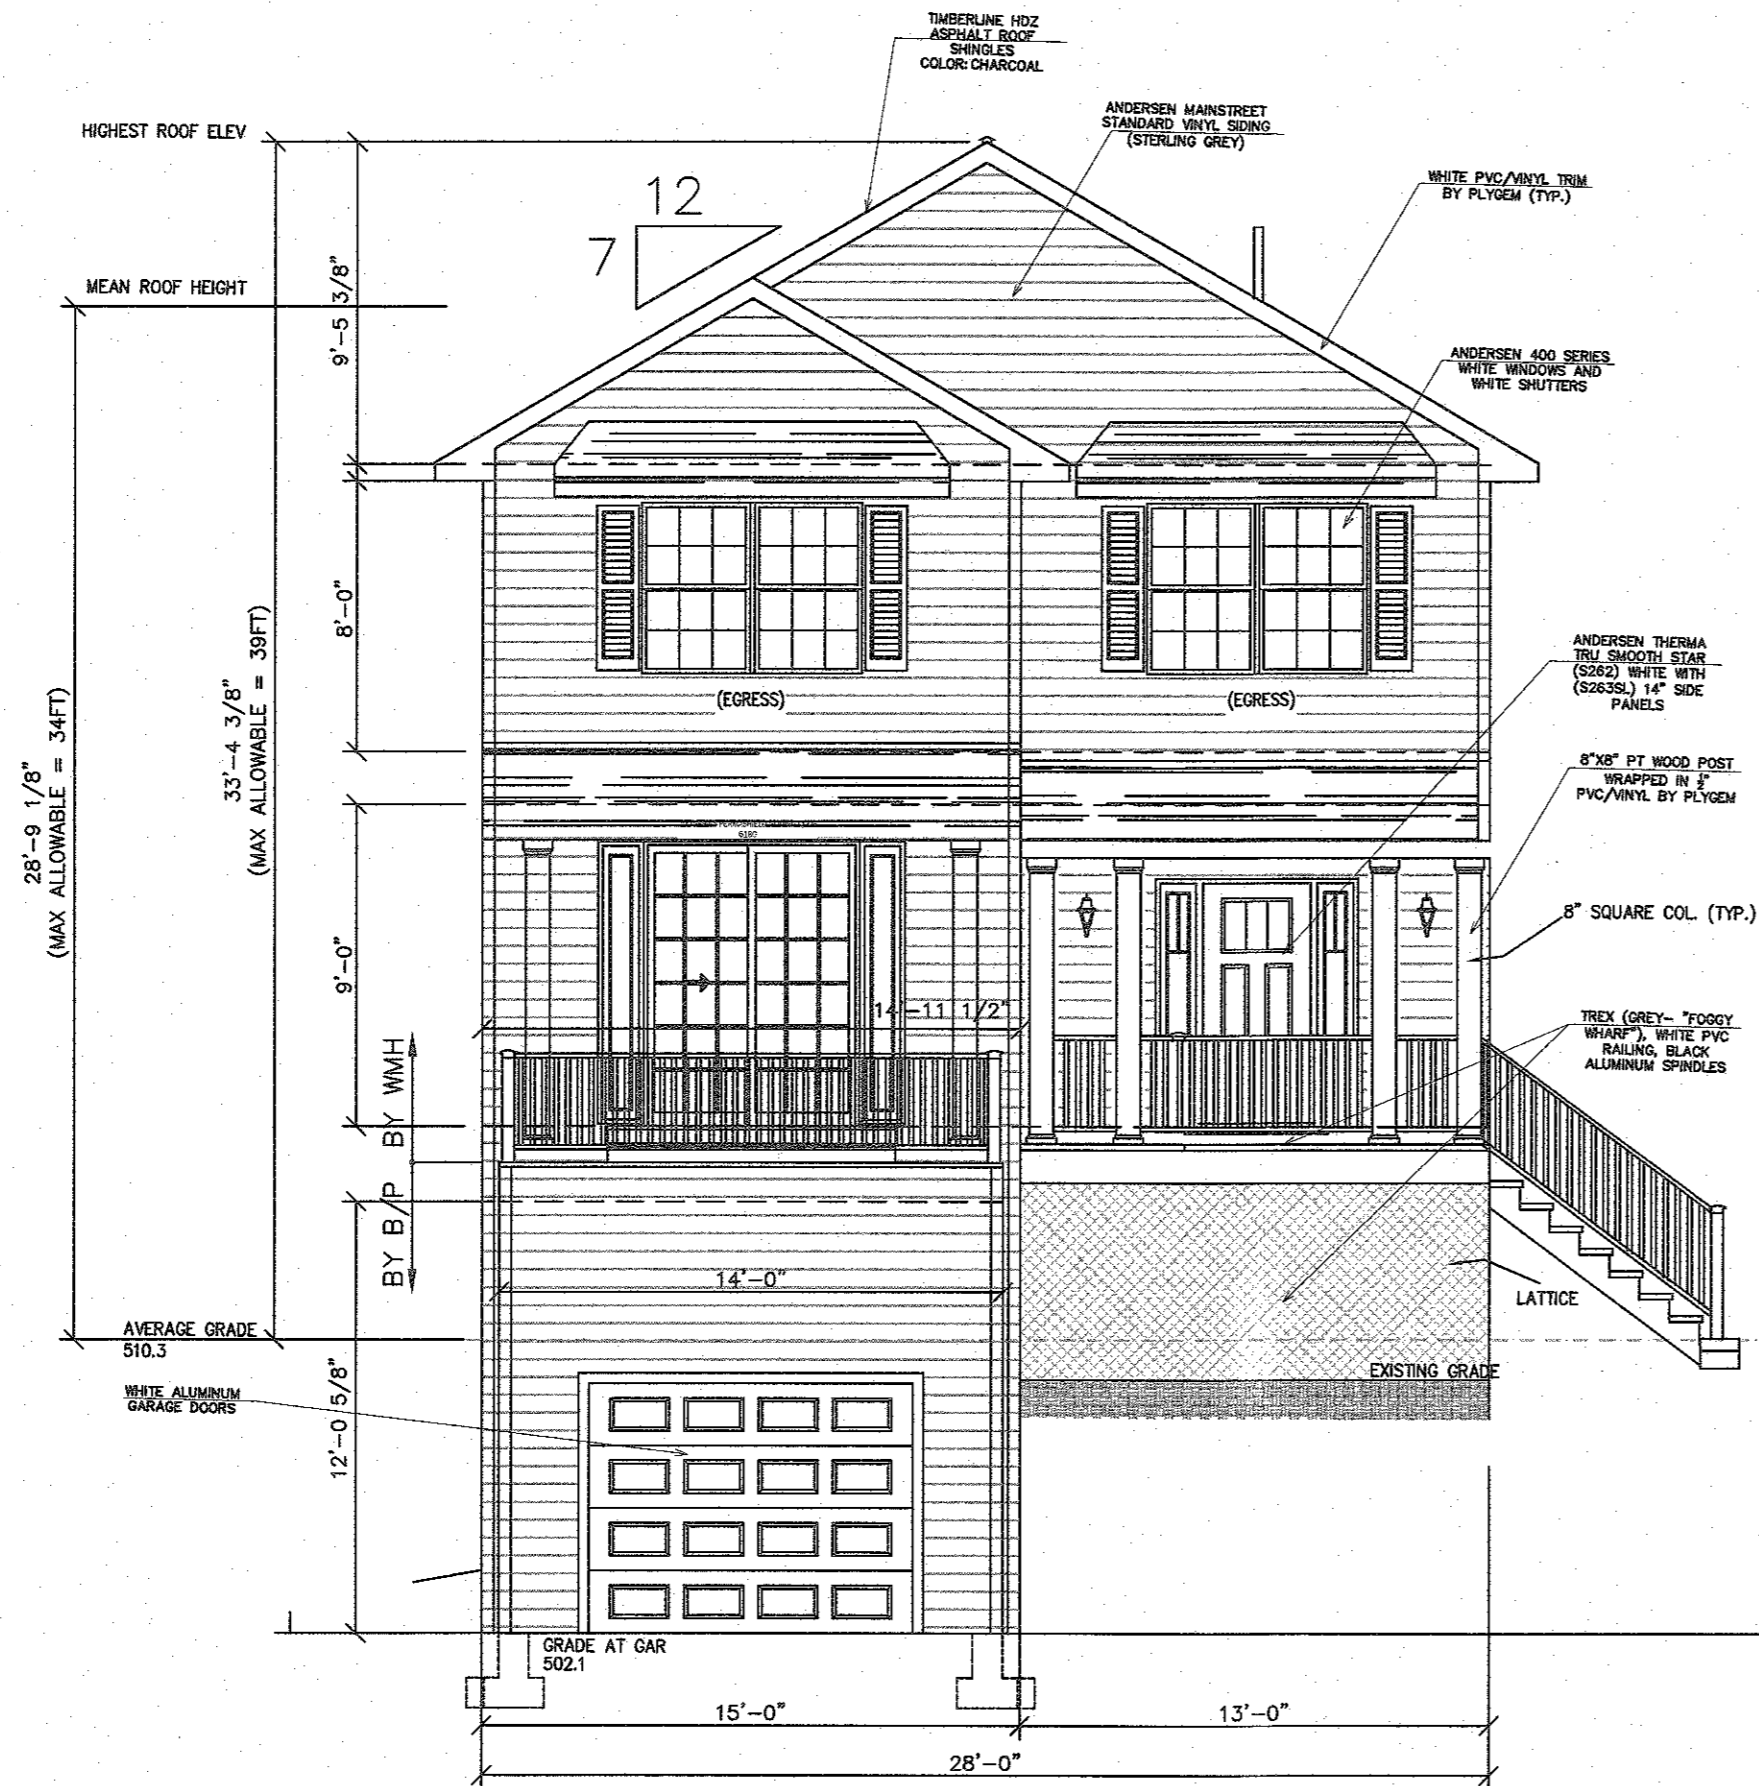 TIMBERLINE HDZ
ASPHALT ROOF
SHINGLES
COLOR: CHARCOAL
ANDERSEN MAINSTREET
STANDARD VINYL SIDING
(STERLING GREY)
HIGHEST ROOF ELEV
WHITE PVC/VINYL TRIM
BY PLYGEM (TYP.)
12
7
MEAN ROOF HEIGHT
9'-5 3/8"
ANDERSEN 400 SERIES
WHITE WINDOWS AND
WHITE SHUTTERS
8'-0"
33'-4 3/8"
(MAX ALLOWABLE = 39FT)
28'-9 1/8"
(MAX ALLOWABLE = 34FT)
(EGRESS)
(EGRESS)
ANDERSEN THERMA
TRU SMOOTH STAR
(S262) WHITE WITH
(S263SL) 14" SIDE
PANELS
8"X8" PT WOOD POST
WRAPPED IN ½"
PVC/VINYL BY PLYGEM
6180
8" SQUARE COL. (TYP.)
9'-0"
14'-11 1/2"
TREX (GREY- "FOGGY
WHARF"), WHITE PVC
RAILING, BLACK
ALUMINUM SPINDLES
BY WMH
BY B/P
14'-0"
LATTICE
AVERAGE GRADE
510.3
EXISTING GRADE
WHITE ALUMINUM
GARAGE DOORS
12'-0 5/8"
GRADE AT GAR
502.1
15'-0"
13'-0"
28'-0"